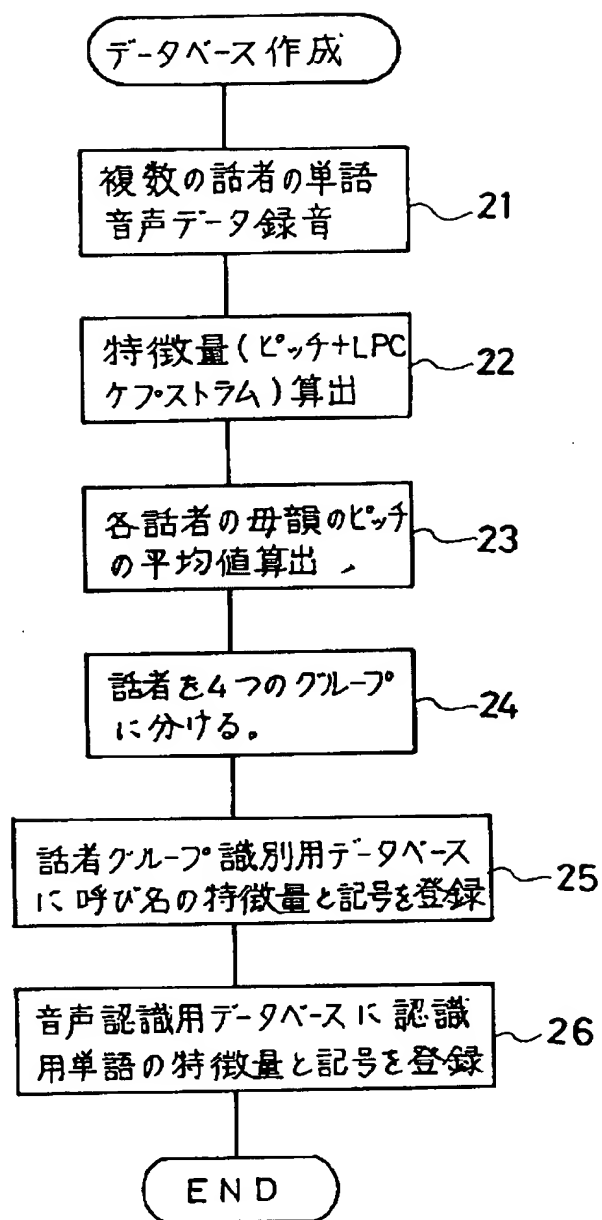 データベース作成
複数の話者の単語
音声データ録音
21
特徴量(ピッチ+LPC
ケプストラム)算出
22
各話者の母韻のピッチ
の平均値算出
23
話者を4つのグループ
に分ける。
24
話者グループ識別用データベース
に呼び名の特徴量と記号を登録
25
音声認識用データベースに認識
用単語の特徴量と記号を登録
26
END